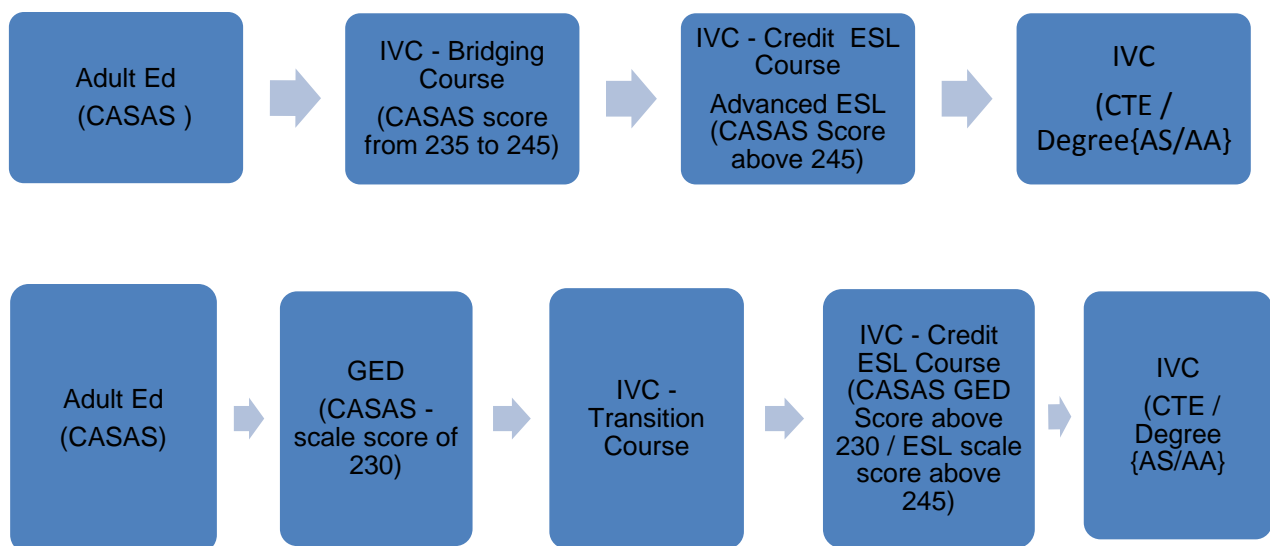 Adult Ed
(CASAS )
IVC - Bridging
Course
(CASAS score
from 235 to 245)
IVC - Credit ESL
Course
Advanced ESL
(CASAS Score
above 245)
IVC
(CTE /
Degree{AS/AA}
Adult Ed
(CASAS)
GED
(CASAS -
scale score of
230)
IVC -
Transition
Course
IVC - Credit
ESL Course
(CASAS GED
Score above
230 / ESL scale
score above
245)
IVC
(CTE /
Degree
{AS/AA}